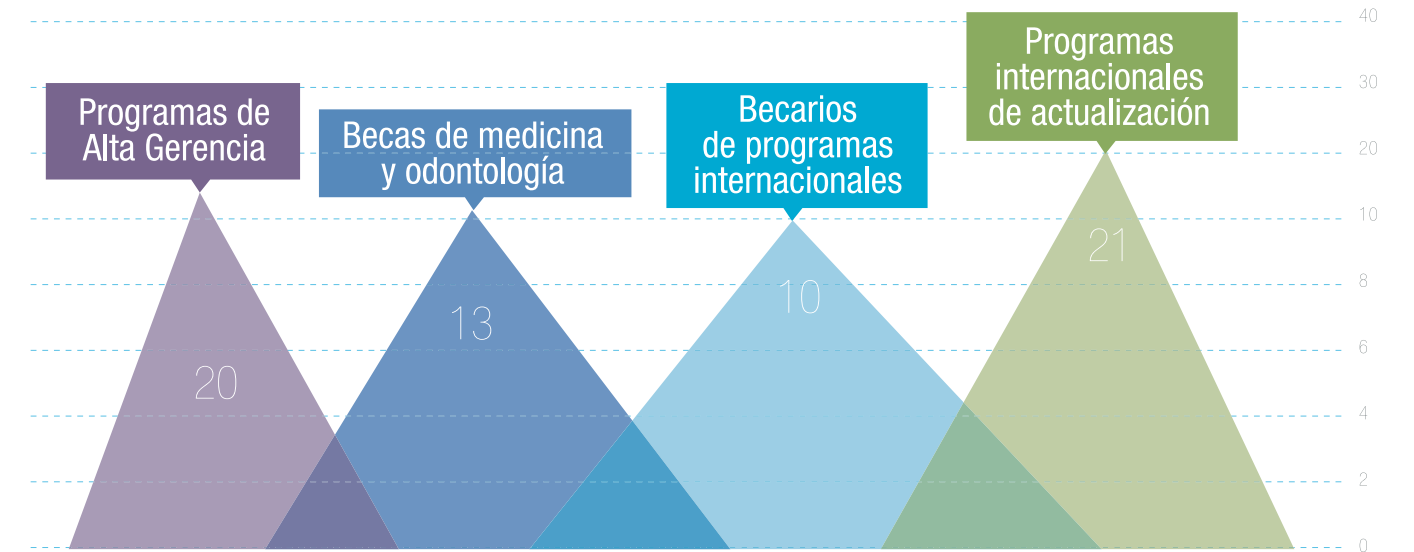 Programas de
Alta Gerencia
20
Becas de medicina
y odontología
13
Becarios
de programas
internacionales
10
Programas
internacionales
de actualización
21
40
30
20
10
8
6
4
2
0